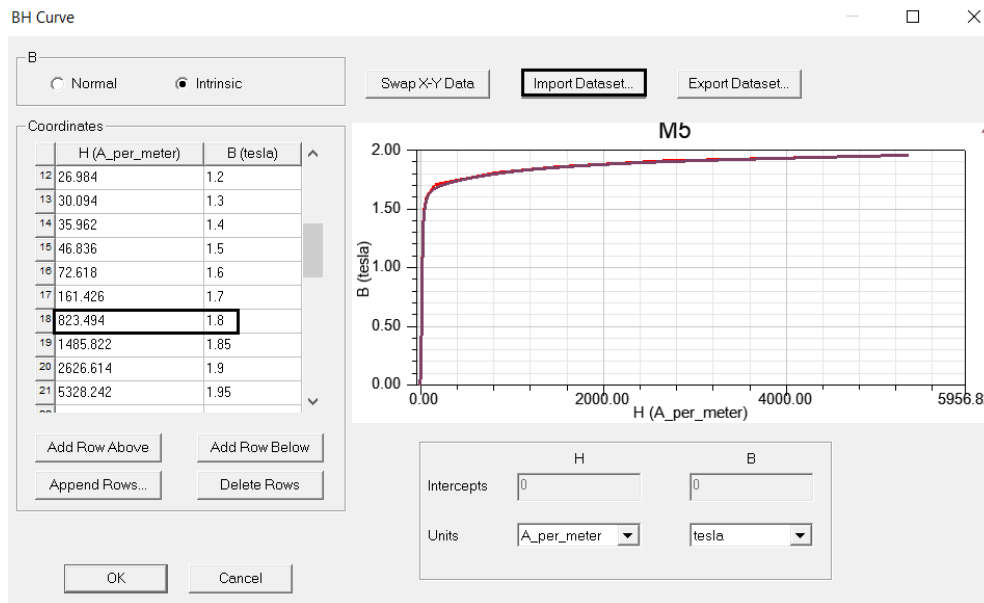 BH Curve
B
Normal
Intrinsic
Swap X-Y Data
Import Dataset...
Export Dataset...
Coordinates
H (A_per_meter) B (tesla)
12 26.984 1.2
13 30.094 1.3
14 35.962 1.4
15 46.836 1.5
16 72.618 1.6
17 161.426 1.7
18 823.494 1.8
19 1485.822 1.85
20 2626.614 1.9
21 5328.242 1.95
Add Row Above
Add Row Below
Append Rows...
Delete Rows
OK
Cancel
M5
B (tesla)
2.00
1.50
1.00
0.50
0.00
0.00 2000.00 4000.00 5956.8
H (A_per_meter)
H B
Intercepts 0 0
Units A_per_meter tesla